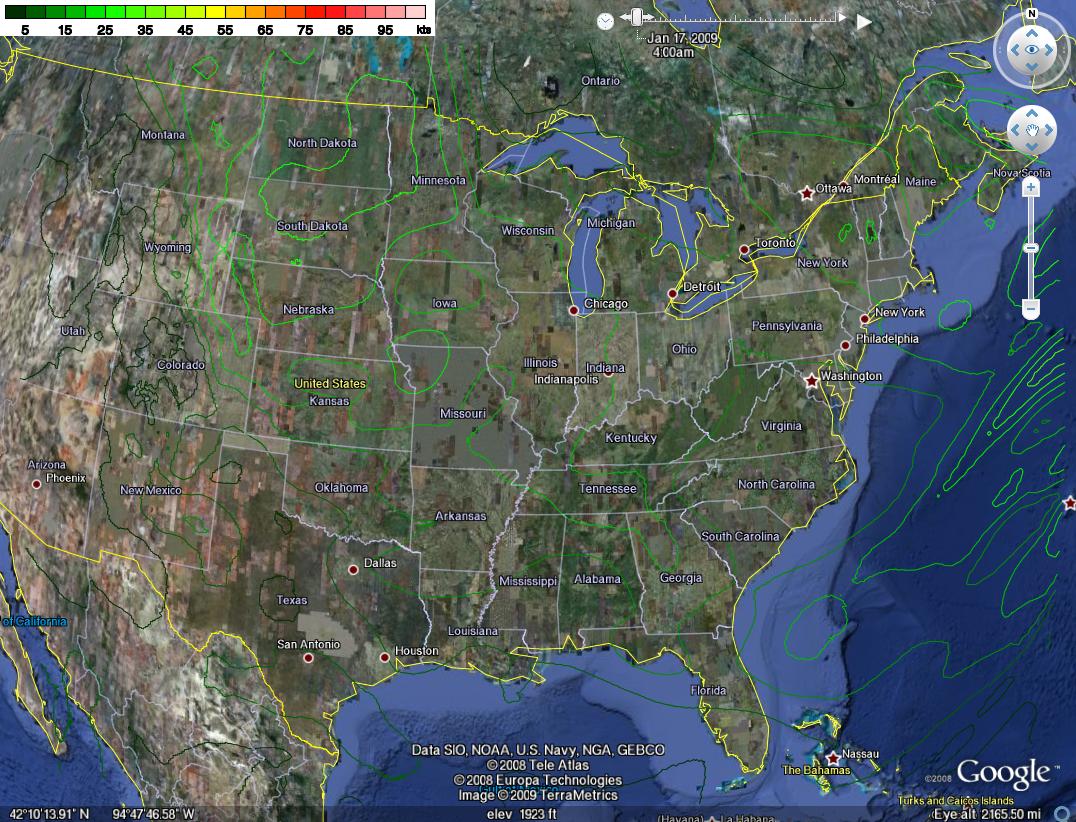 5 15 25 35 45 55 65 75 85 95 kts
Jan 17, 2009
4:00am
N
Ontario
Montana
North Dakota
Minnesota
Ottawa
Montréal
Maine
Nova Scotia
South Dakota
Wisconsin
Michigan
Toronto
Wyoming
New York
Nebraska
Iowa
Chicago
Detroit
New York
Utah
Pennsylvania
Philadelphia
Colorado
Illinois
Indiana
Ohio
Indianapolis
Washington
United States
Kansas
Missouri
Kentucky
Virginia
Arizona
Phoenix
New Mexico
Oklahoma
Tennessee
North Carolina
Arkansas
South Carolina
Dallas
Mississippi
Alabama
Georgia
Texas
of California
Louisiana
San Antonio
Houston
Florida
Data SIO, NOAA, U.S. Navy, NGA, GEBCO
© 2008 Tele Atlas
© 2008 Europa Technologies
Image © 2009 TerraMetrics
Nassau
The Bahamas
©2008 Google™
Turks and Caicos Islands
42°10'13.91" N 94°47'46.58" W
elev 1923 ft
Eye alt 2165.50 mi
(Havana) La Habana